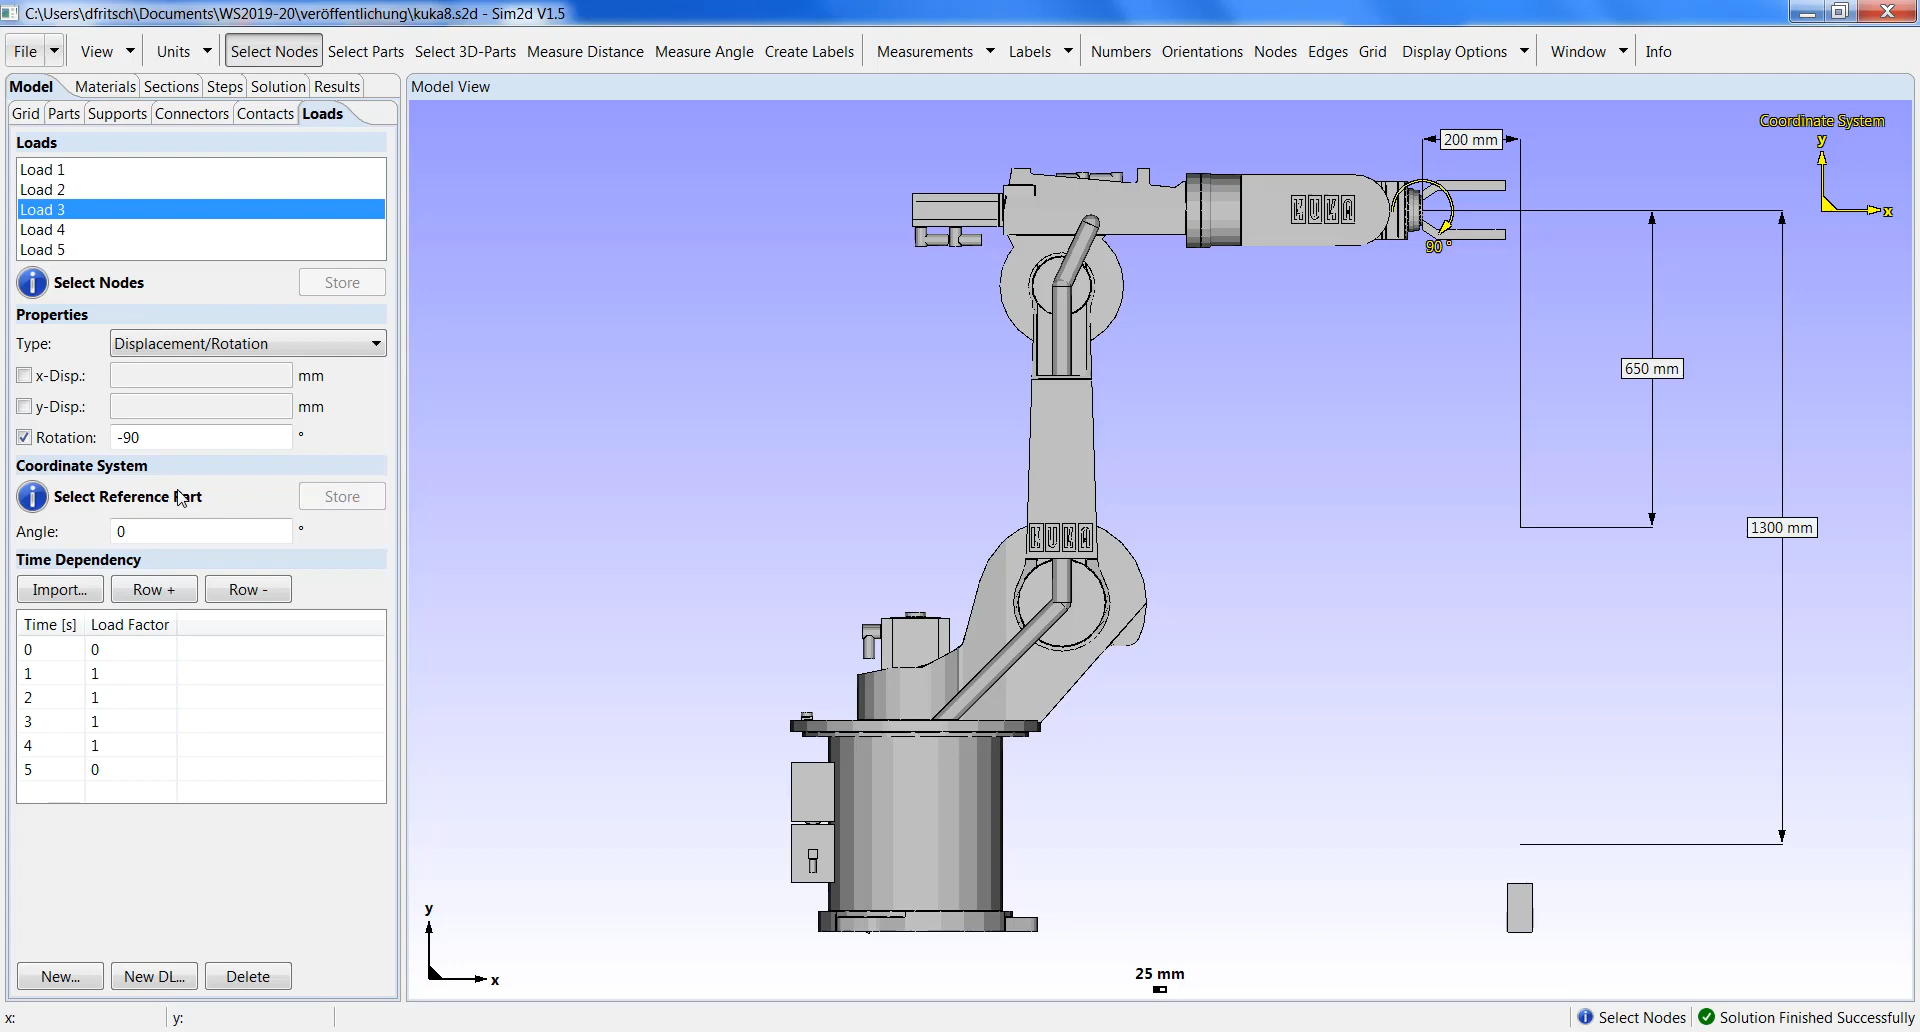 C:\Users\dfritsch\Documents\WS2019-20\veröffentlichung\kuka8.s2d - Sim2d V1.5
File View Units Select Nodes Select Parts Select 3D-Parts Measure Distance Measure Angle Create Labels Measurements Labels Numbers Orientations Nodes Edges Grid Display Options Window Info
Model Materials Sections Steps Solution Results
Grid Parts Supports Connectors Contacts Loads
Loads
Load 1
Load 2
Load 3
Load 4
Load 5
Select Nodes Store
Properties
Type: Displacement/Rotation
x-Disp.: mm
y-Disp.: mm
Rotation: -90 °
Coordinate System
Select Reference Part Store
Angle: 0 °
Time Dependency
Import... Row + Row -
Time [s] Load Factor
0 0
1 1
2 1
3 1
4 1
5 0
New... New DL... Delete
Model View
Coordinate System
y
x
200 mm
KUKA
90 °
650 mm
1300 mm
KUKA
y
x
25 mm
x: y: Select Nodes Solution Finished Successfully